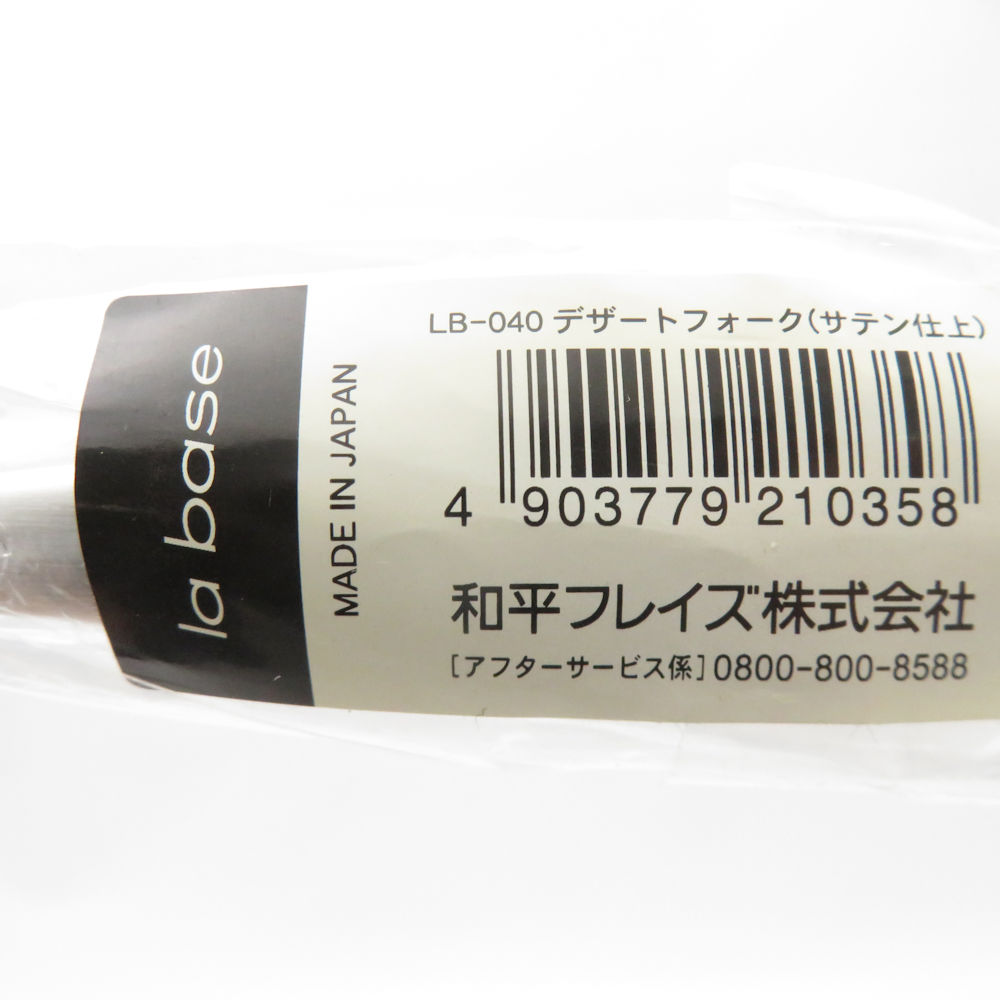 la base
MADE IN JAPAN
LB-040 デザートフォーク(サテン仕上)
4 903779 210358
和平フレイズ株式会社
[アフターサービス係]0800-800-8588